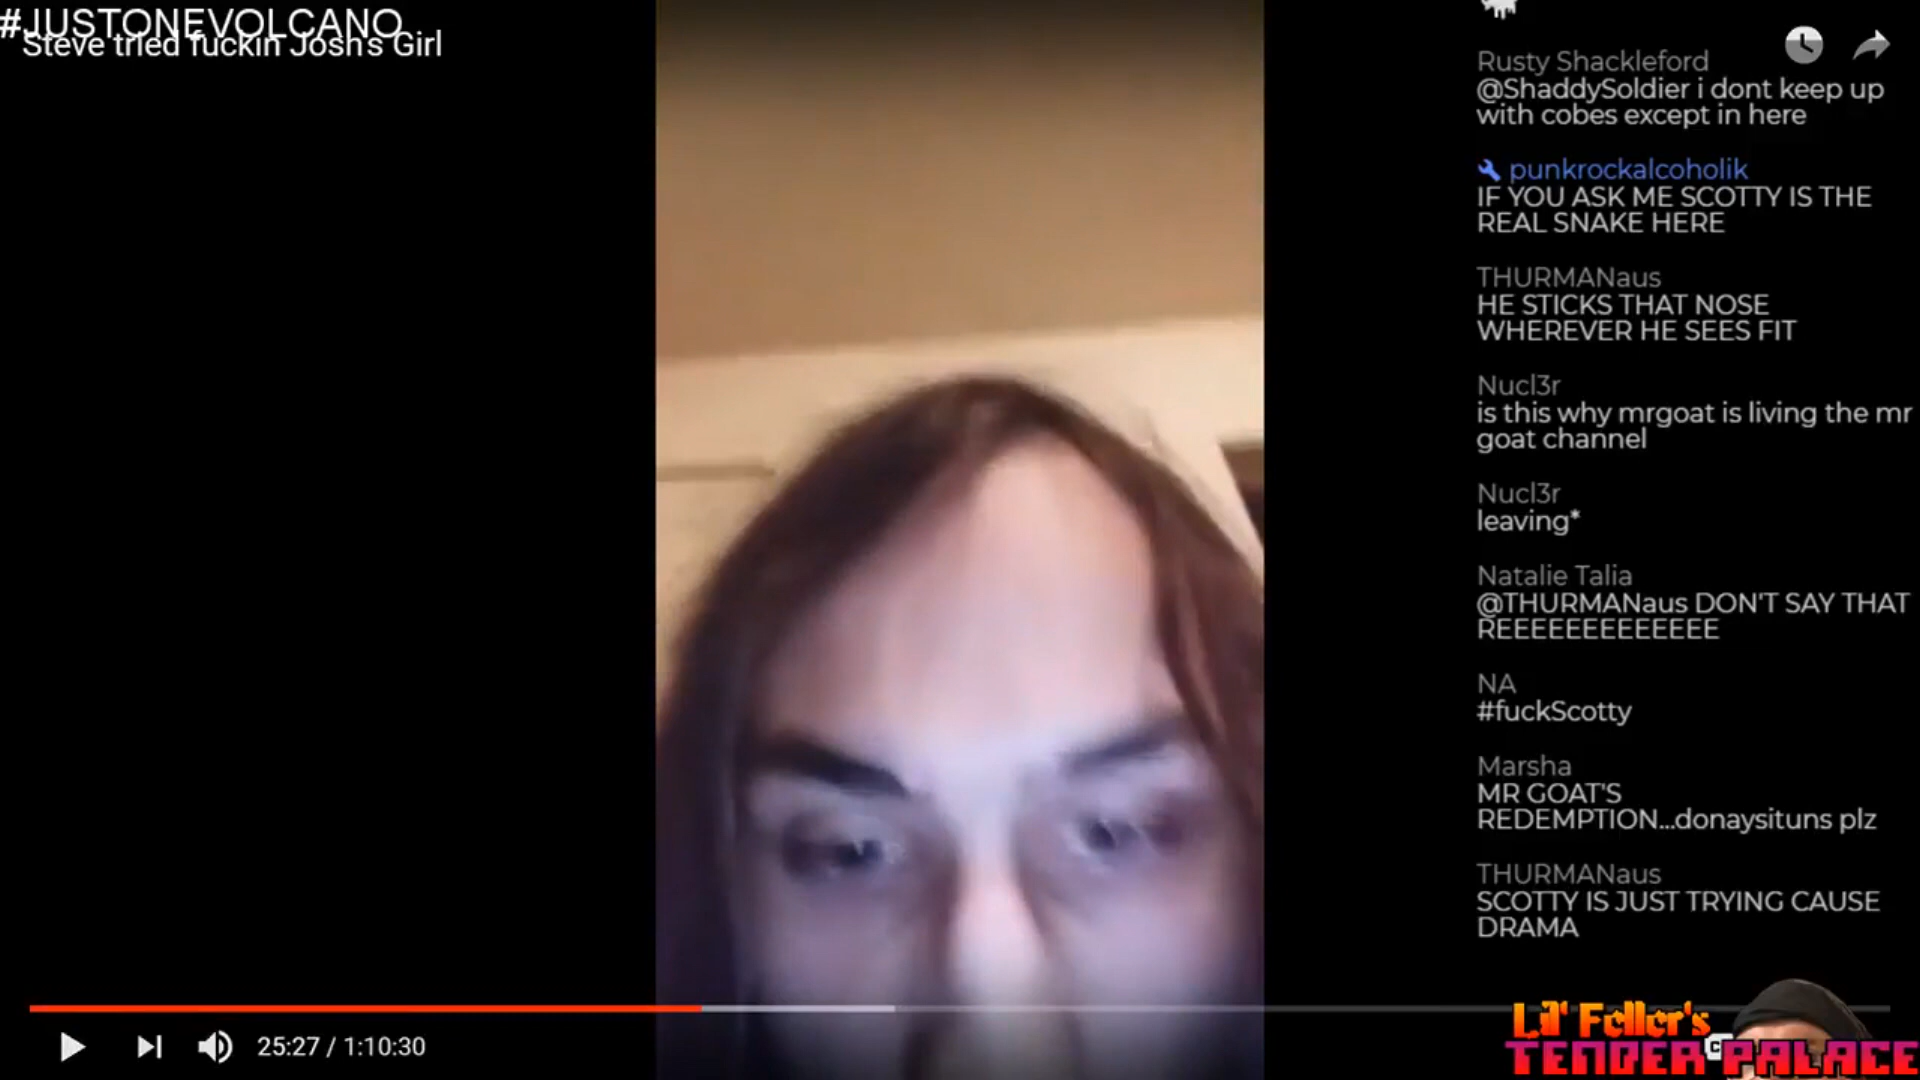 #JUSTONEVOLCANO
Steve tried fuckin Josh's Girl
Rusty Shackleford
@ShaddySoldier i dont keep up
with cobes except in here
punkrockalcoholik
IF YOU ASK ME SCOTTY IS THE
REAL SNAKE HERE
THURMANaus
HE STICKS THAT NOSE
WHEREVER HE SEES FIT
Nucl3r
is this why mrgoat is living the mr
goat channel
Nucl3r
leaving*
Natalie Talia
@THURMANaus DON'T SAY THAT
REEEEEEEEEEEEE
NA
#fuckScotty
Marsha
MR GOAT'S
REDEMPTION...donaysituns plz
THURMANaus
SCOTTY IS JUST TRYING CAUSE
DRAMA
25:27 / 1:10:30
Lil' Feller's
TENDER PALACE